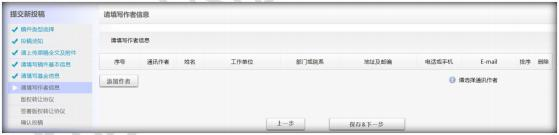 提交新投稿
稿件类型选择
投稿须知
请上传原稿全文及附件
请填写稿件基本信息
请填写基金信息
请填写作者信息
版权转让协议
签署版权转让协议
确认投稿
请填写作者信息
请填写作者信息
序号 通讯作者 姓名 工作单位 部门或院系 地址及邮编 电话或手机 E-mail 排序 删除
添加作者 请选择通讯作者
上一步 保存&下一步